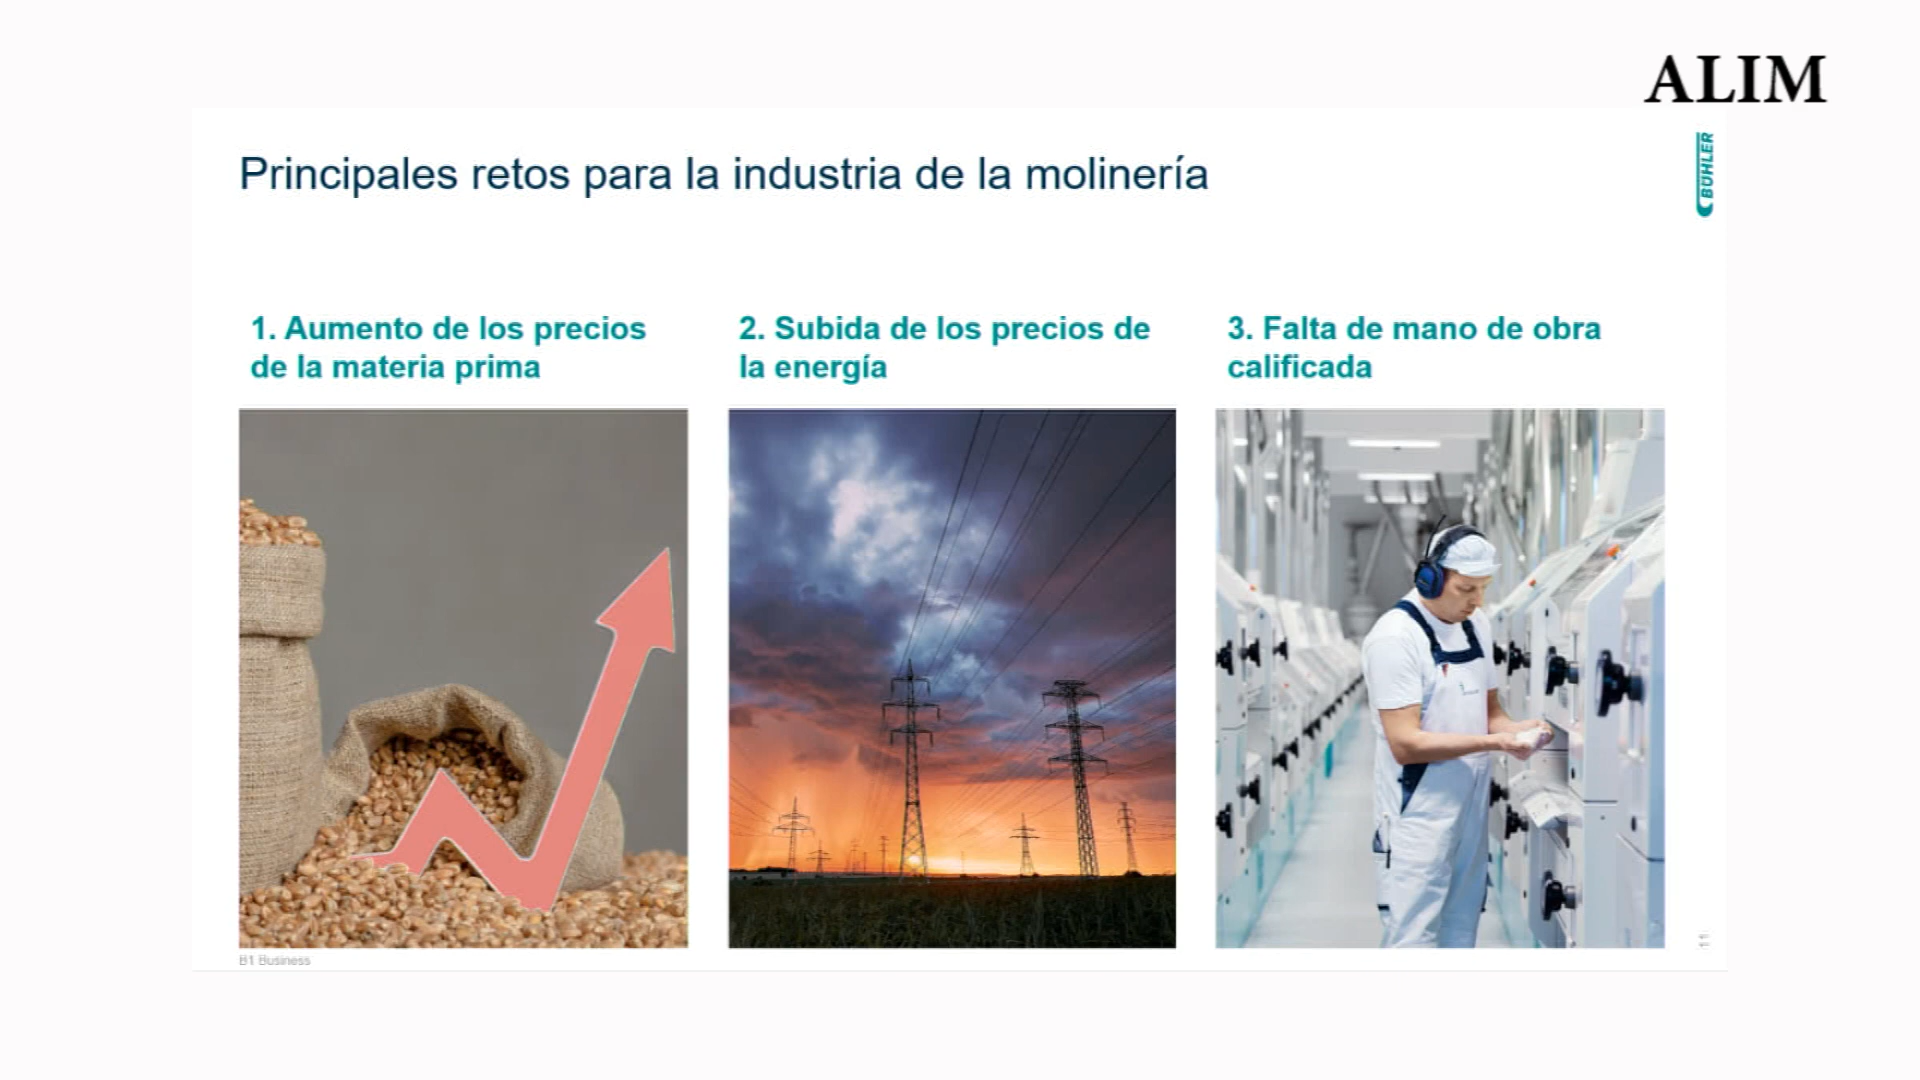 ALIM
BÜHLER
Principales retos para la industria de la molinería
1. Aumento de los precios
de la materia prima
2. Subida de los precios de
la energía
3. Falta de mano de obra
calificada
B1 Business
11